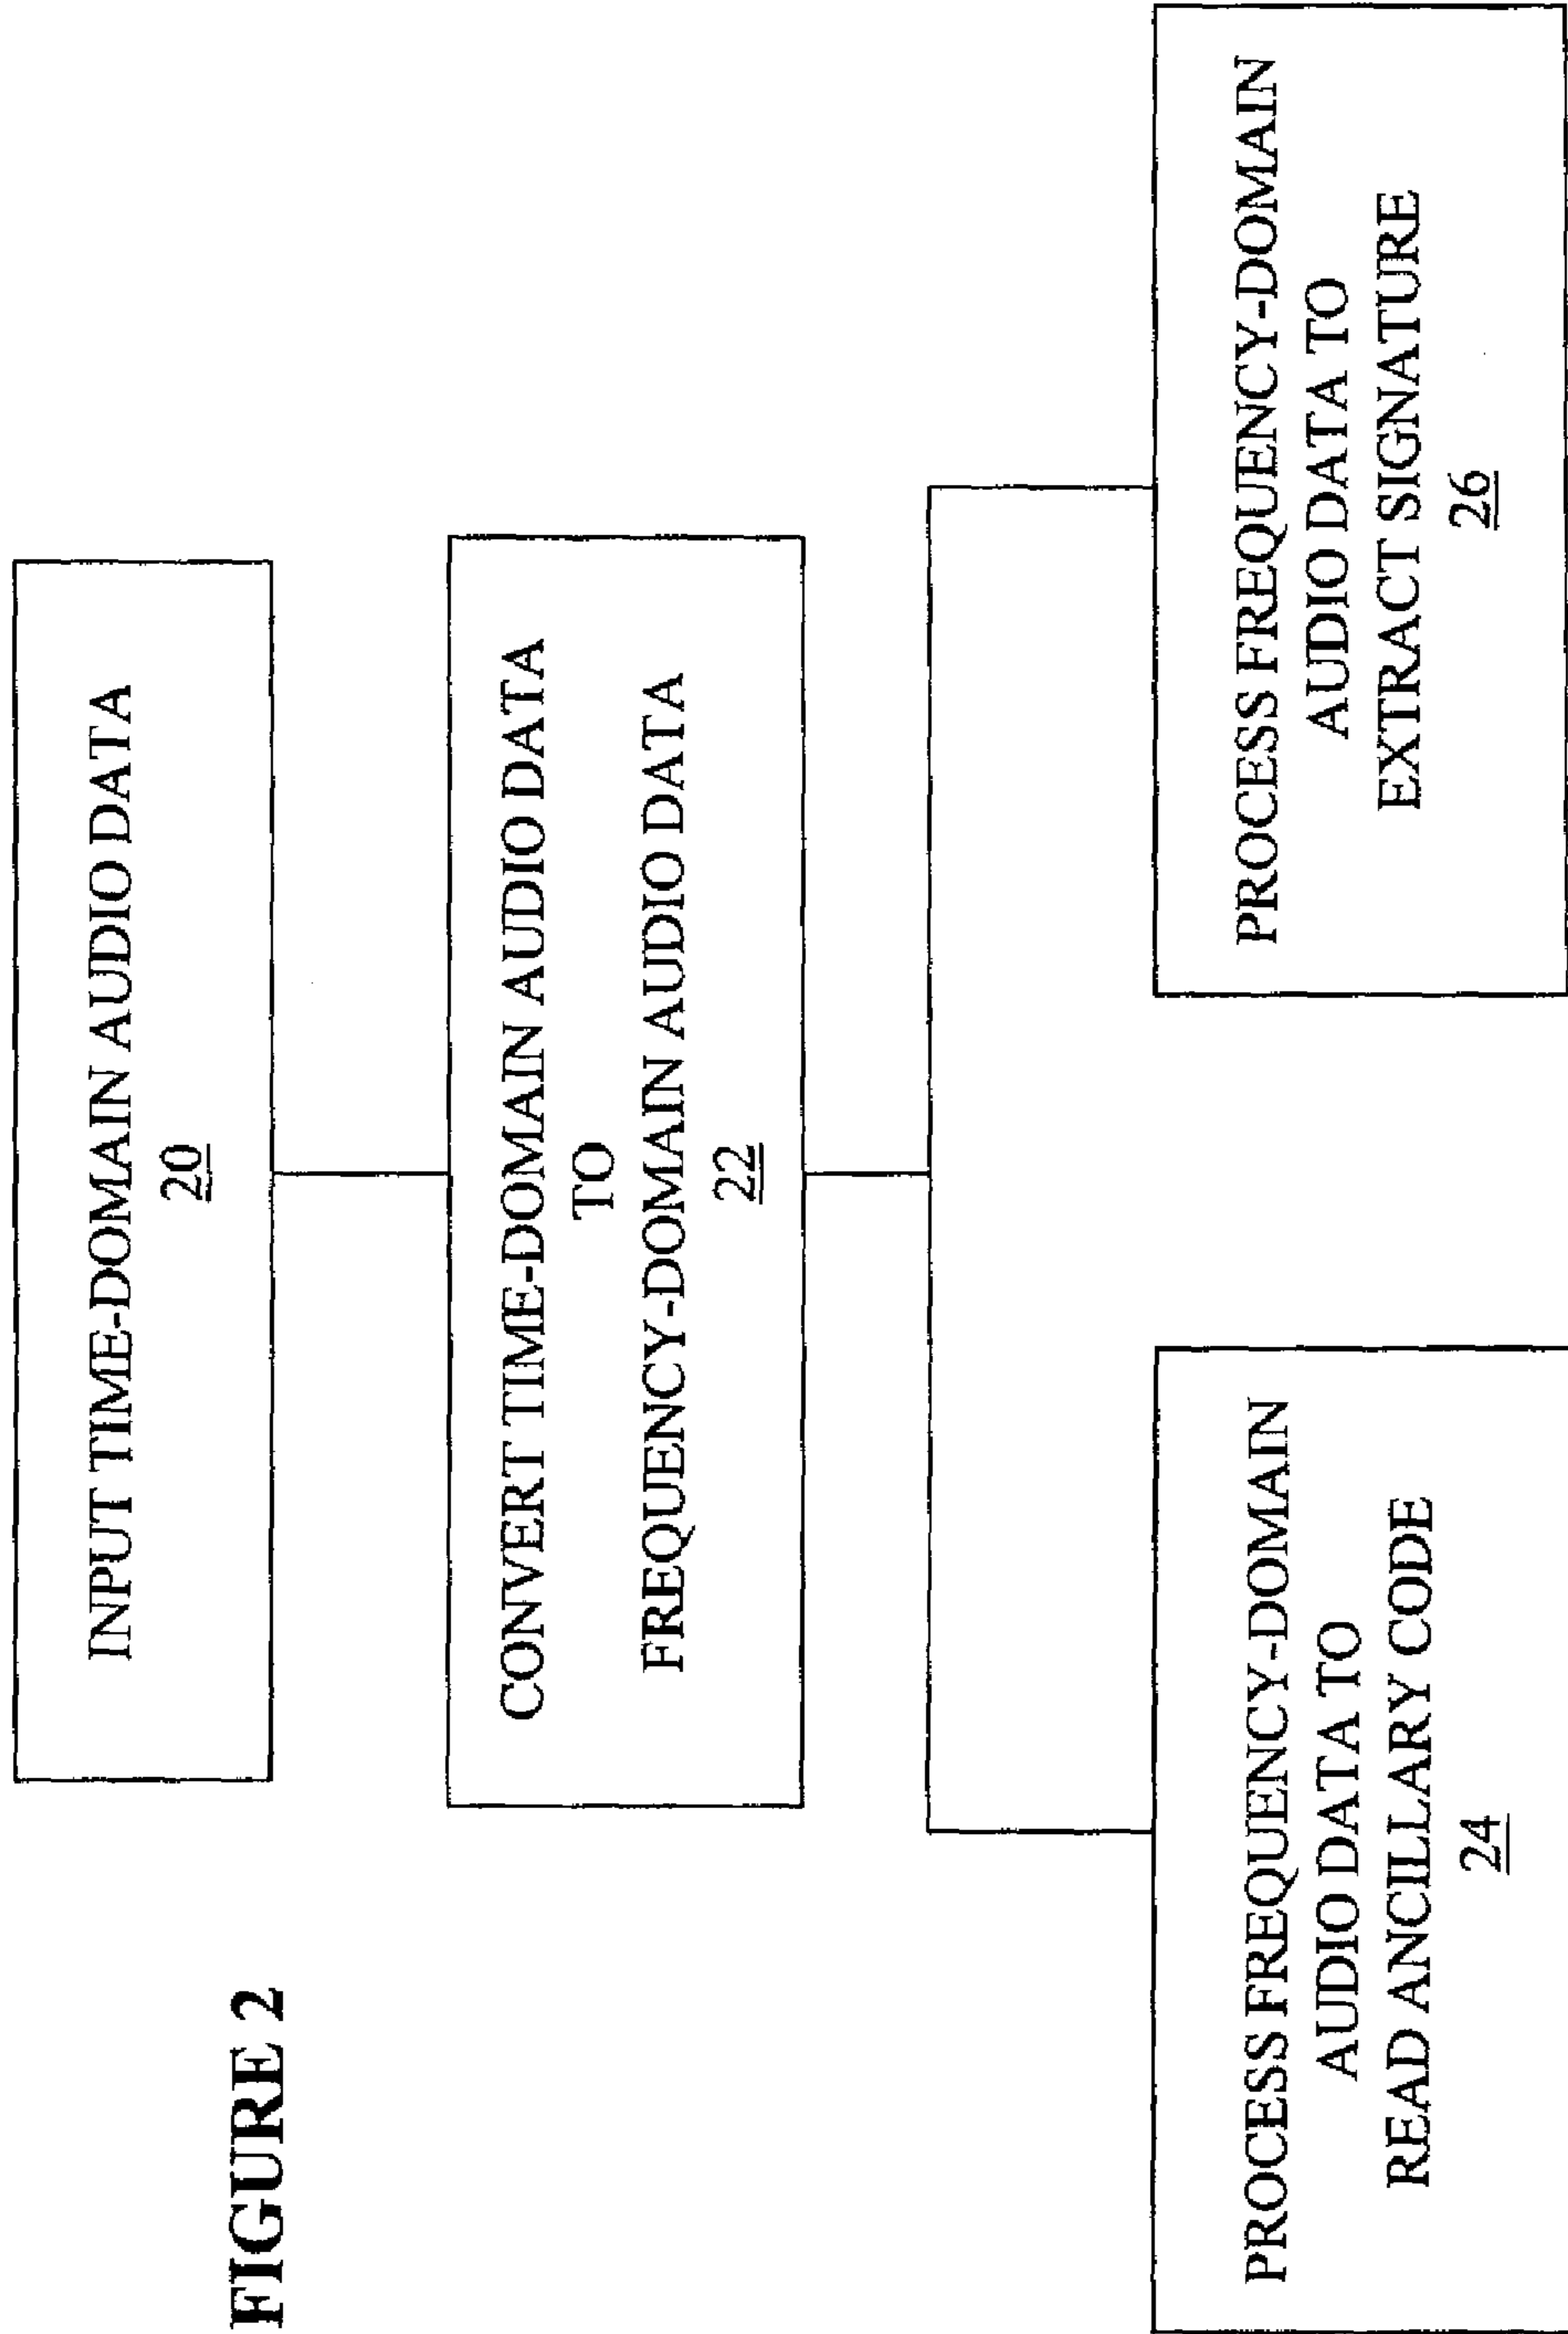 FIGURE 2
INPUT TIME-DOMAIN AUDIO DATA
20
CONVERT TIME-DOMAIN AUDIO DATA
TO
FREQUENCY-DOMAIN AUDIO DATA
22
PROCESS FREQUENCY-DOMAIN
AUDIO DATA TO
READ ANCILLARY CODE
24
PROCESS FREQUENCY-DOMAIN
AUDIO DATA TO
EXTRACT SIGNATURE
26